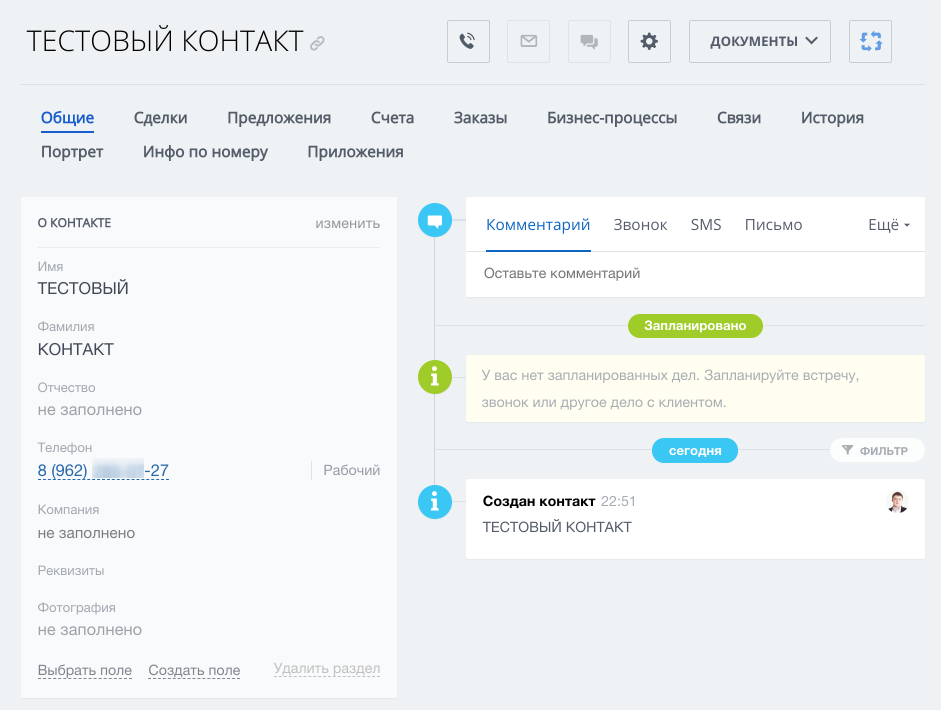 ТЕСТОВЫЙ КОНТАКТ
ДОКУМЕНТЫ
Общие Сделки Предложения Счета Заказы Бизнес-процессы Связи История
Портрет Инфо по номеру Приложения
О КОНТАКТЕ изменить
Имя
ТЕСТОВЫЙ
Фамилия
КОНТАКТ
Отчество
не заполнено
Телефон
8 (962) -27 Рабочий
Компания
не заполнено
Реквизиты
Фотография
не заполнено
Выбрать поле Создать поле Удалить раздел
Комментарий Звонок SMS Письмо Ещё
Оставьте комментарий
Запланировано
У вас нет запланированных дел. Запланируйте встречу,
звонок или другое дело с клиентом.
сегодня
ФИЛЬТР
Создан контакт 22:51
ТЕСТОВЫЙ КОНТАКТ